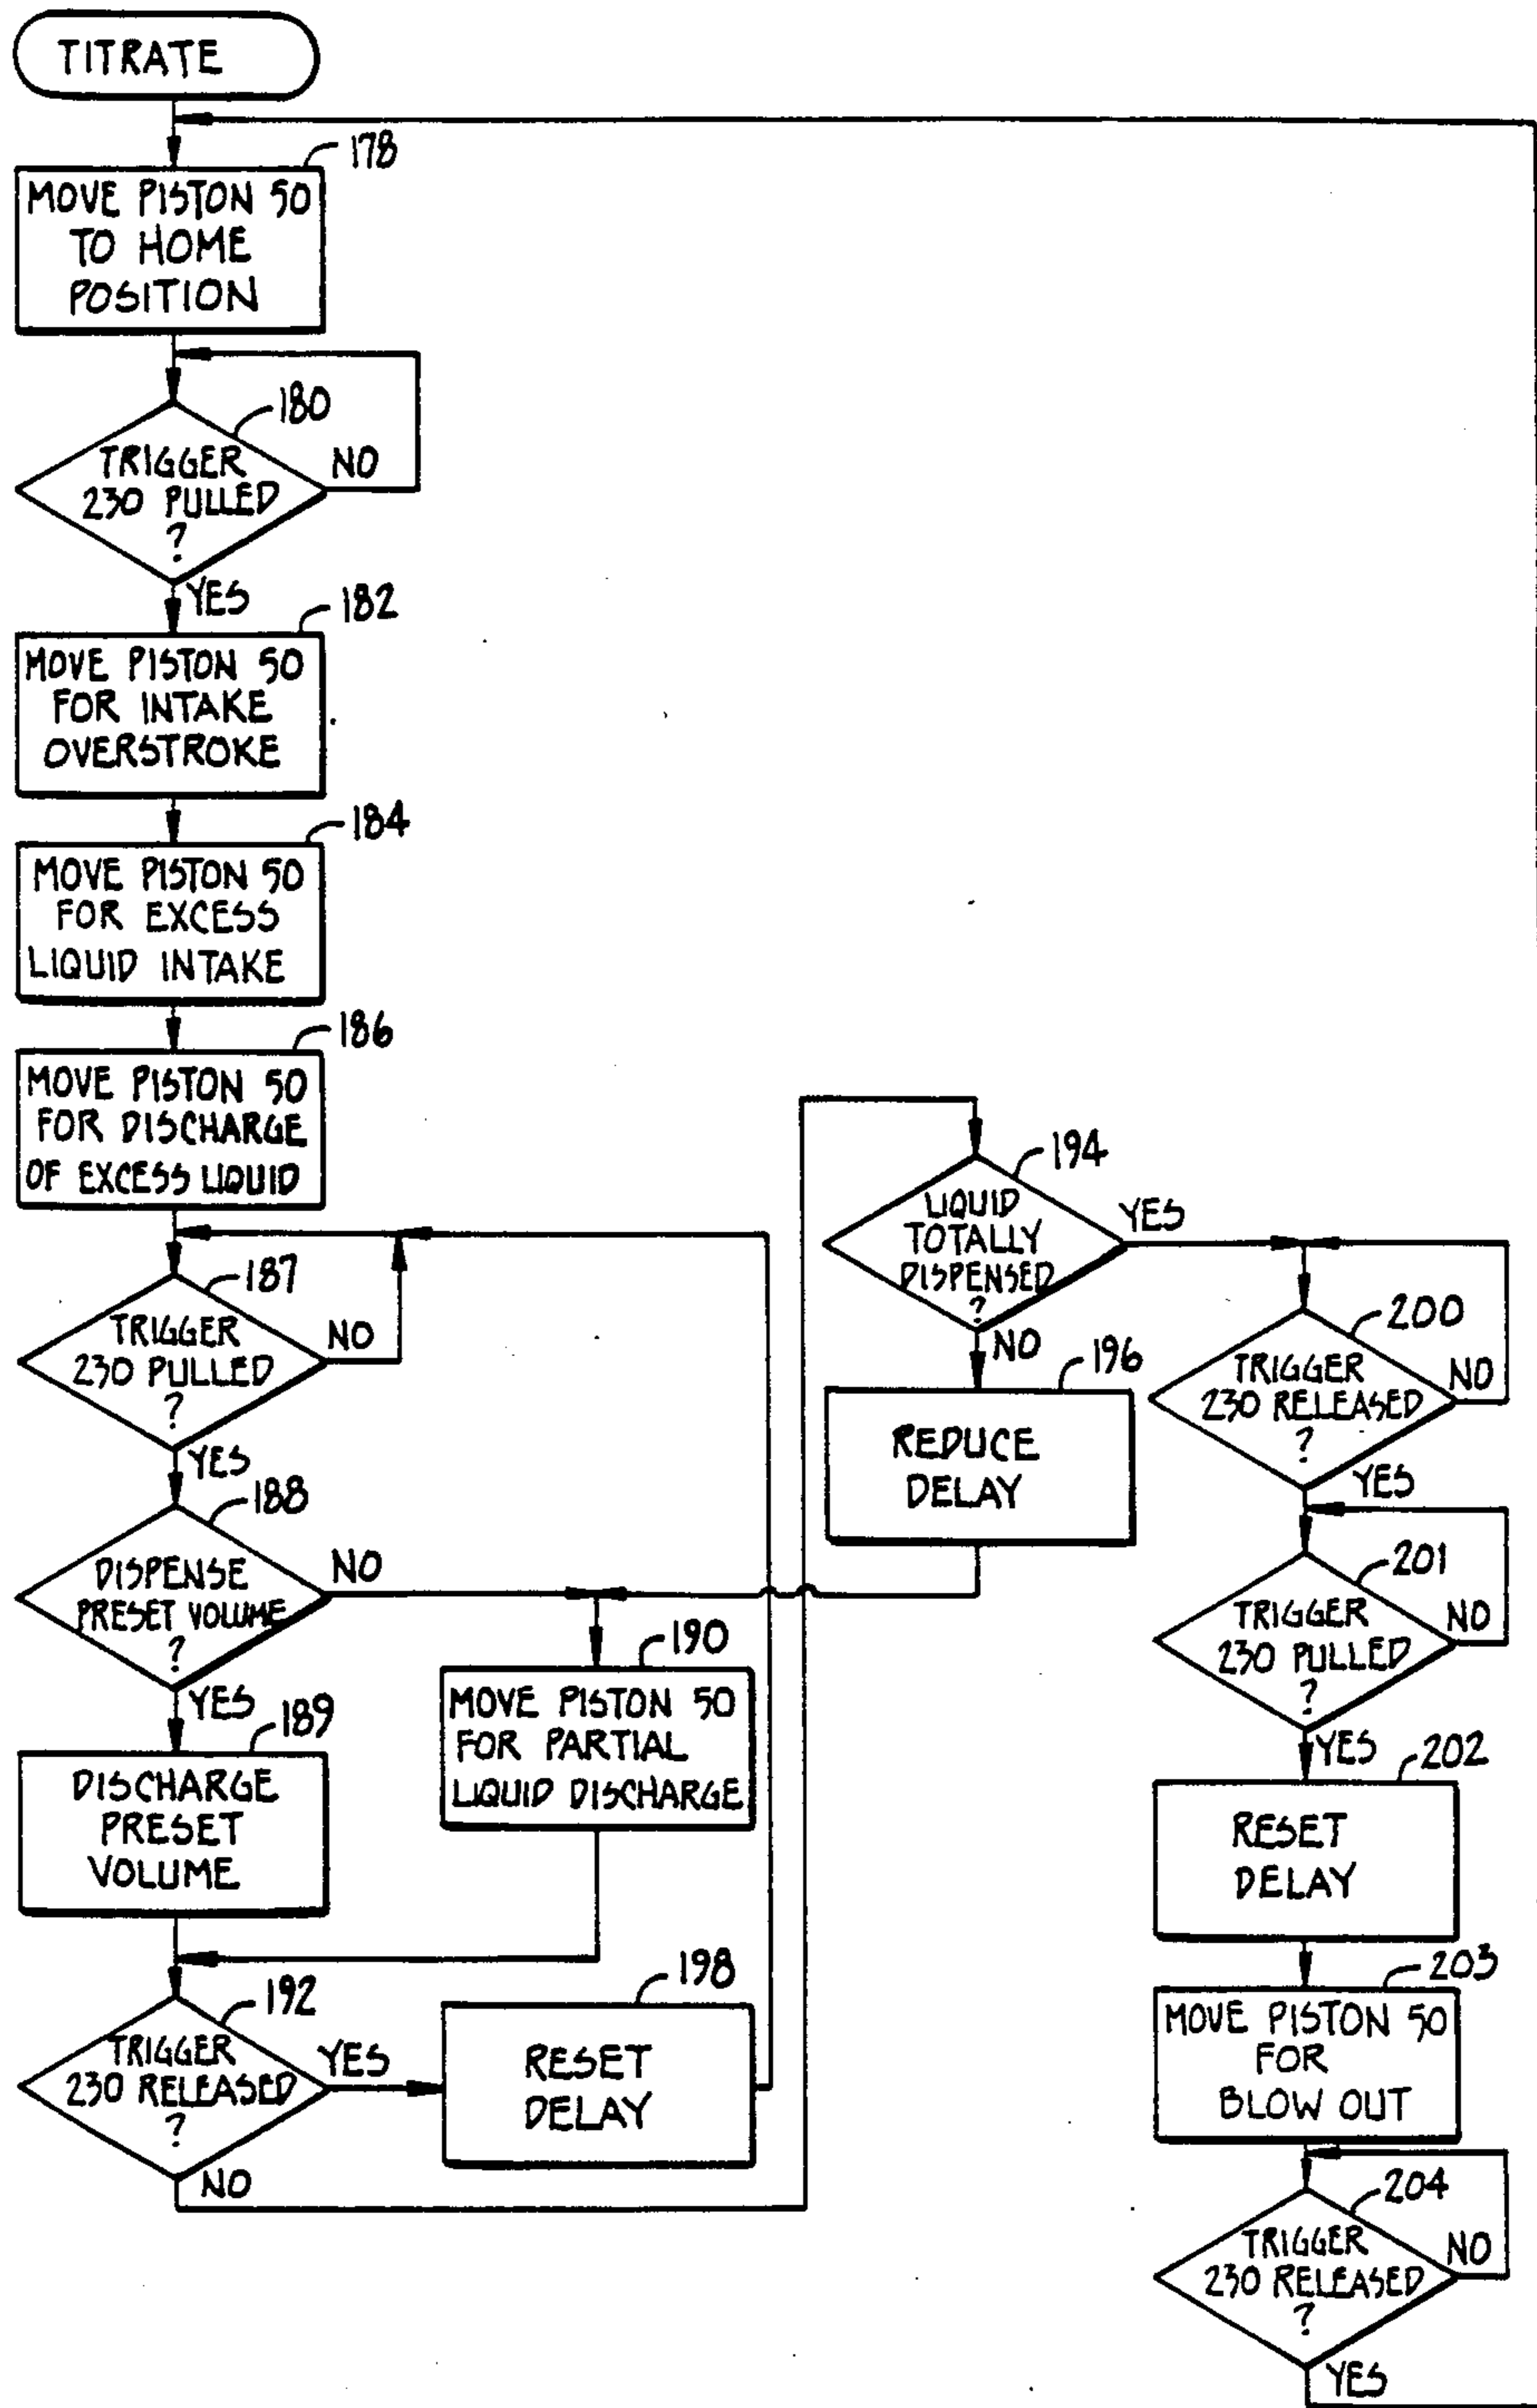 TITRATE
178
MOVE PISTON 50
TO HOME
POSITION
180
TRIGGER
230 PULLED
?
NO
YES
182
MOVE PISTON 50
FOR INTAKE
OVERSTROKE
184
MOVE PISTON 50
FOR EXCESS
LIQUID INTAKE
186
MOVE PISTON 50
FOR DISCHARGE
OF EXCESS LIQUID
187
TRIGGER
230 PULLED
?
NO
YES
188
DISPENSE
PRESET VOLUME
?
NO
YES
189
DISCHARGE
PRESET
VOLUME
190
MOVE PISTON 50
FOR PARTIAL
LIQUID DISCHARGE
192
TRIGGER
230 RELEASED
?
YES
NO
198
RESET
DELAY
194
LIQUID
TOTALLY
DISPENSED
?
YES
NO
196
REDUCE
DELAY
200
TRIGGER
230 RELEASED
?
NO
YES
201
TRIGGER
230 PULLED
?
NO
YES
202
RESET
DELAY
203
MOVE PISTON 50
FOR
BLOW OUT
204
TRIGGER
230 RELEASED
?
NO
YES